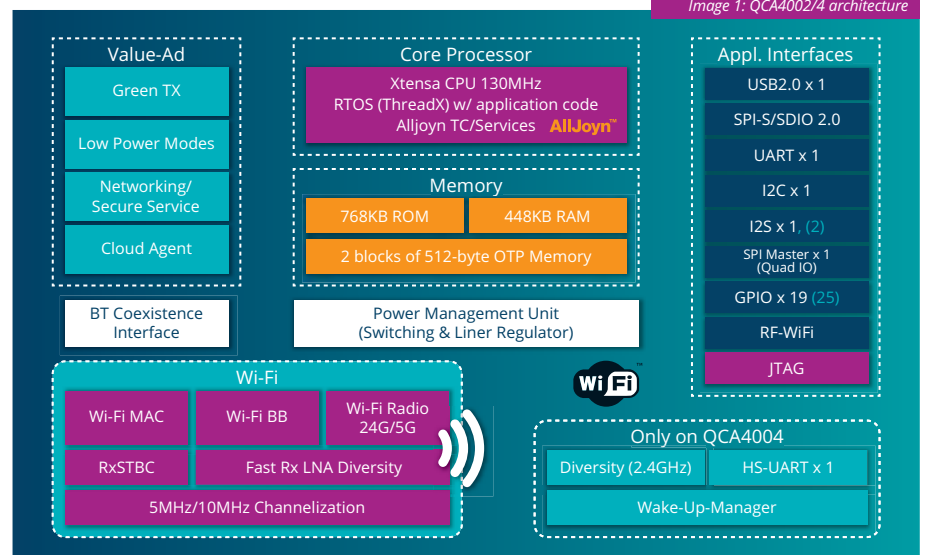 Image 1: QCA4002/4 architecture
Value-Ad
Green TX
Low Power Modes
Networking/
Secure Service
Cloud Agent
BT Coexistence
Interface
Core Processor
Xtensa CPU 130MHz
RTOS (ThreadX) w/ application code
Alljoyn TC/Services AllJoyn™
Memory
768KB ROM
448KB RAM
2 blocks of 512-byte OTP Memory
Power Management Unit
(Switching & Liner Regulator)
Appl. Interfaces
USB2.0 x 1
SPI-S/SDIO 2.0
UART x 1
I2C x 1
I2S x 1, (2)
SPI Master x 1
(Quad IO)
GPIO x 19 (25)
RF-WiFi
JTAG
Wi-Fi
Wi-Fi MAC
Wi-Fi BB
Wi-Fi Radio
24G/5G
RxSTBC
Fast Rx LNA Diversity
5MHz/10MHz Channelization
Wi Fi™
Only on QCA4004
Diversity (2.4GHz)
HS-UART x 1
Wake-Up-Manager